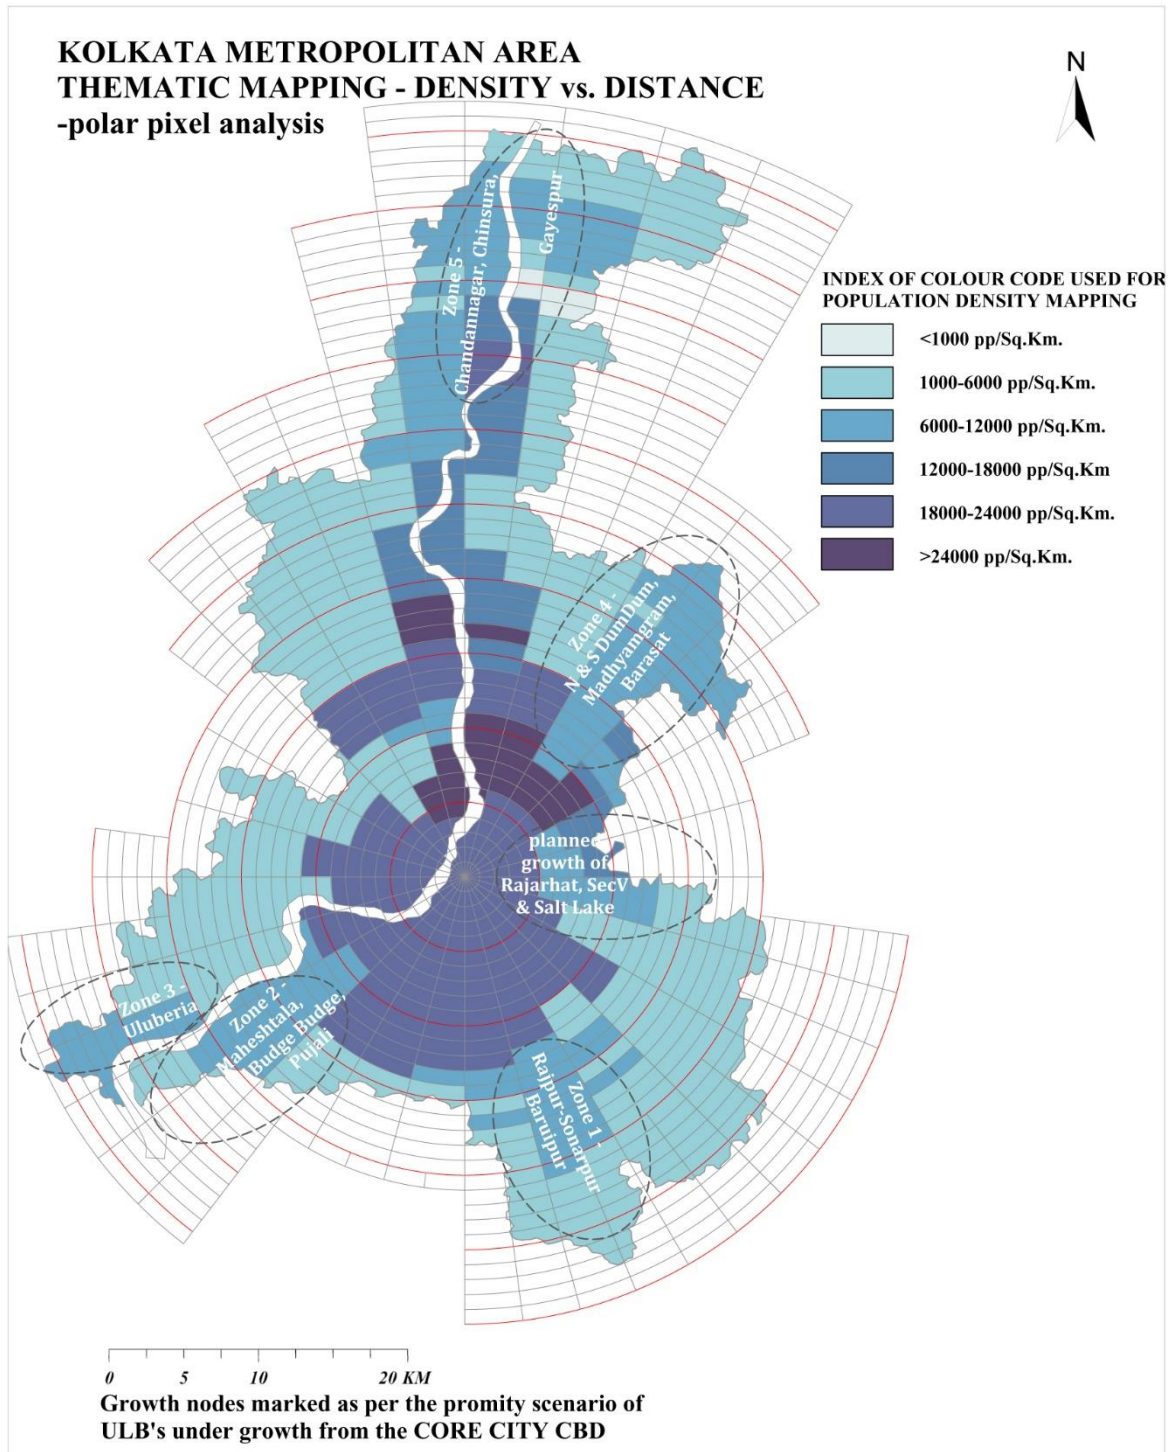 KOLKATA METROPOLITAN AREA
THEMATIC MAPPING - DENSITY vs. DISTANCE
-polar pixel analysis
N
Zone 5 -
Chandannagar, Chinsura,
Gayespur
INDEX OF COLOUR CODE USED FOR
POPULATION DENSITY MAPPING
<1000 pp/Sq.Km.
1000-6000 pp/Sq.Km.
6000-12000 pp/Sq.Km.
12000-18000 pp/Sq.Km
18000-24000 pp/Sq.Km.
>24000 pp/Sq.Km.
Zone 4 -
N & S DumDum,
Madhyamgram,
Barasat
planned
growth of
Rajarhat, SecV
& Salt Lake
Zone 3 -
Uluberia
Zone 2 -
Maheshtala,
Budge Budge,
Pujali
Zone 1 -
Rajpur-Sonarpur
Baruipur
0 5 10 20 KM
Growth nodes marked as per the promity scenario of
ULB's under growth from the CORE CITY CBD